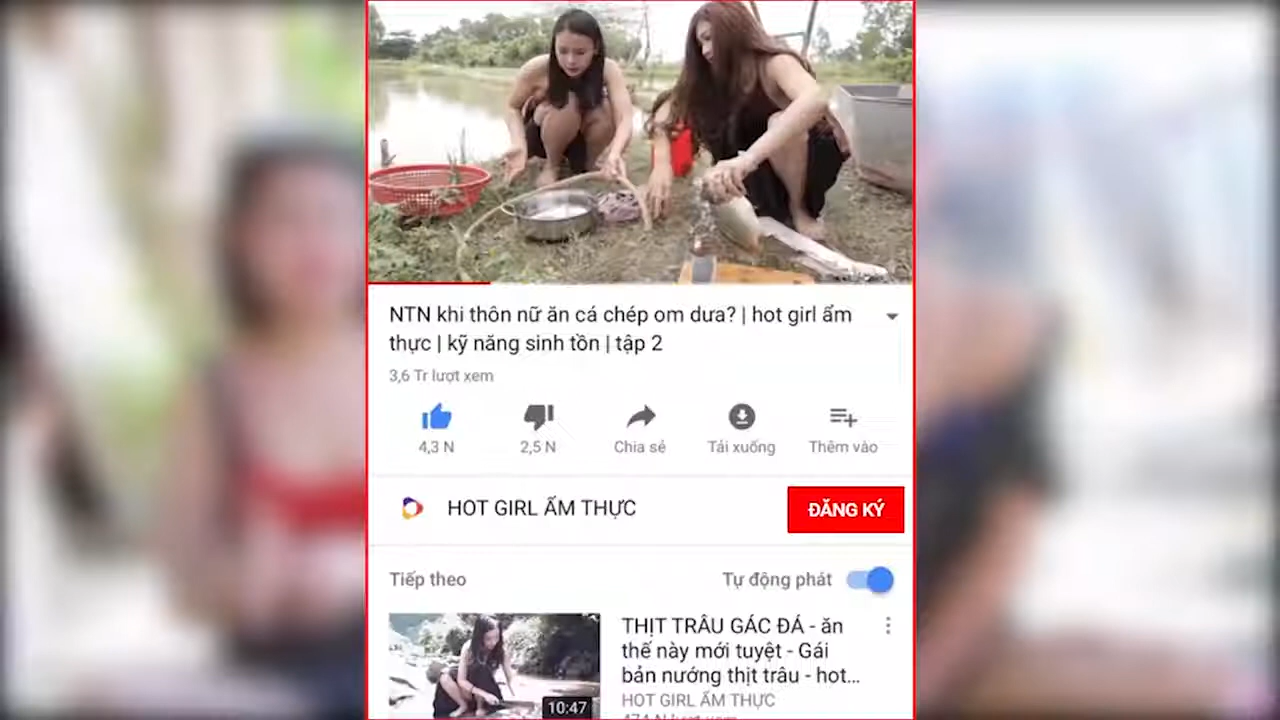 NTN khi thôn nữ ăn cá chép om dưa? | hot girl ẩm
thực | kỹ năng sinh tồn | tập 2
3,6 Tr lượt xem
4,3 N
2,5 N
Chia sẻ
Tải xuống
Thêm vào
HOT GIRL ẨM THỰC
ĐĂNG KÝ
Tiếp theo
Tự động phát
THỊT TRÂU GÁC ĐÁ - ăn
thế này mới tuyệt - Gái
bản nướng thịt trâu - hot...
HOT GIRL ẨM THỰC
10:47